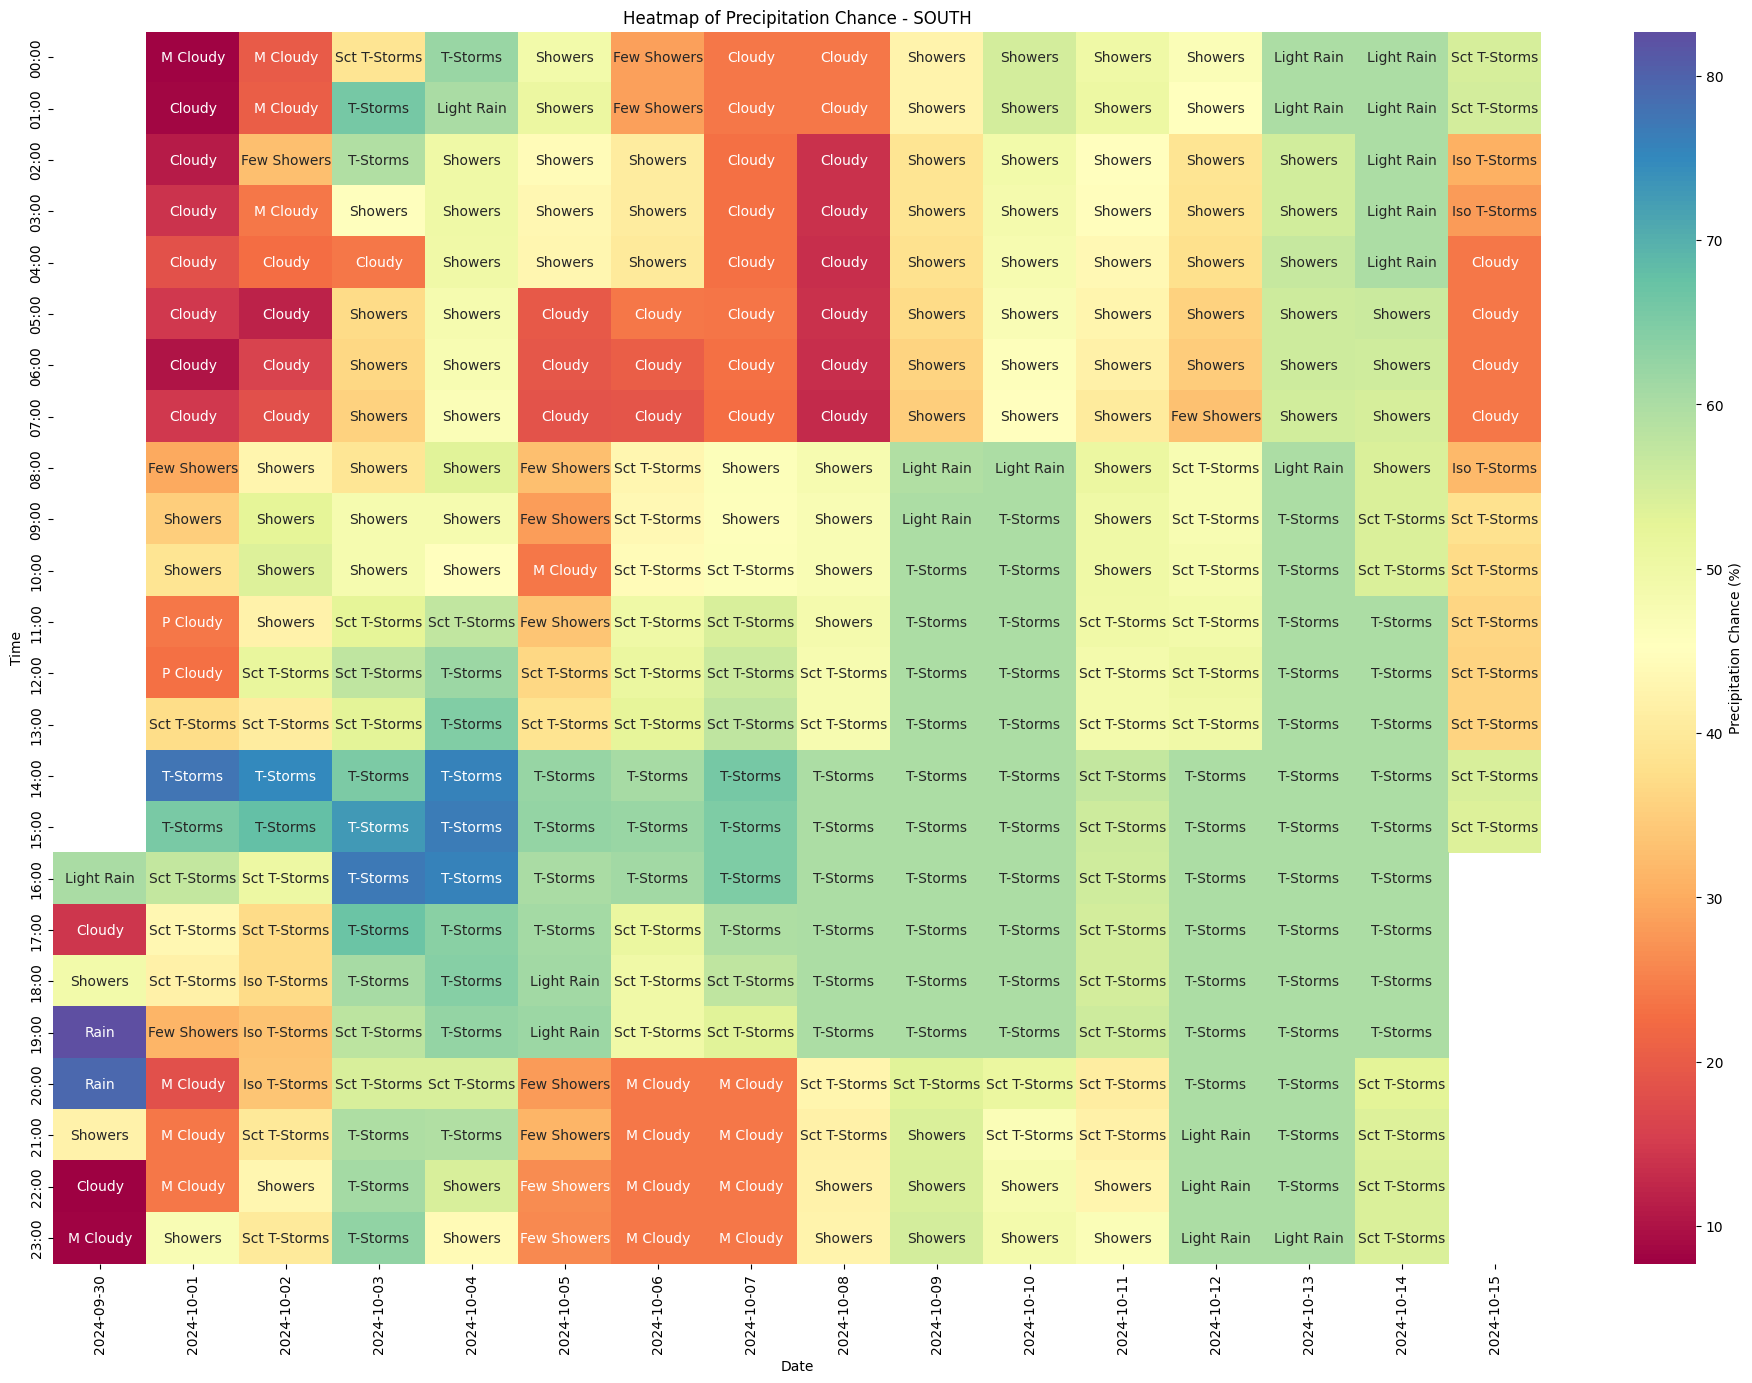 Heatmap of Precipitation Chance - SOUTH
00:00 M Cloudy M Cloudy Sct T-Storms T-Storms Showers Few Showers Cloudy Cloudy Showers Showers Showers Showers Light Rain Light Rain Sct T-Storms
01:00 Cloudy M Cloudy T-Storms Light Rain Showers Few Showers Cloudy Cloudy Showers Showers Showers Showers Light Rain Light Rain Sct T-Storms
02:00 Cloudy Few Showers T-Storms Showers Showers Showers Cloudy Cloudy Showers Showers Showers Showers Showers Light Rain Iso T-Storms
03:00 Cloudy M Cloudy Showers Showers Showers Showers Cloudy Cloudy Showers Showers Showers Showers Showers Light Rain Iso T-Storms
04:00 Cloudy Cloudy Cloudy Showers Showers Showers Cloudy Cloudy Showers Showers Showers Showers Showers Light Rain Cloudy
05:00 Cloudy Cloudy Showers Showers Cloudy Cloudy Cloudy Cloudy Showers Showers Showers Showers Showers Showers Cloudy
06:00 Cloudy Cloudy Showers Showers Cloudy Cloudy Cloudy Cloudy Showers Showers Showers Showers Showers Showers Cloudy
07:00 Cloudy Cloudy Showers Showers Cloudy Cloudy Cloudy Cloudy Showers Showers Showers Few Showers Showers Showers Cloudy
08:00 Few Showers Showers Showers Showers Few Showers Sct T-Storms Showers Showers Light Rain Light Rain Showers Sct T-Storms Light Rain Showers Iso T-Storms
09:00 Showers Showers Showers Showers Few Showers Sct T-Storms Showers Showers Light Rain T-Storms Showers Sct T-Storms T-Storms Sct T-Storms Sct T-Storms
10:00 Showers Showers Showers Showers M Cloudy Sct T-Storms Sct T-Storms Showers T-Storms T-Storms Showers Sct T-Storms T-Storms Sct T-Storms Sct T-Storms
11:00 P Cloudy Showers Sct T-Storms Sct T-Storms Few Showers Sct T-Storms Sct T-Storms Showers T-Storms T-Storms Sct T-Storms Sct T-Storms T-Storms T-Storms Sct T-Storms
12:00 P Cloudy Sct T-Storms Sct T-Storms T-Storms Sct T-Storms Sct T-Storms Sct T-Storms Sct T-Storms T-Storms T-Storms Sct T-Storms Sct T-Storms T-Storms T-Storms Sct T-Storms
13:00 Sct T-Storms Sct T-Storms Sct T-Storms T-Storms Sct T-Storms Sct T-Storms Sct T-Storms Sct T-Storms T-Storms T-Storms Sct T-Storms Sct T-Storms T-Storms T-Storms Sct T-Storms
14:00 T-Storms T-Storms T-Storms T-Storms T-Storms T-Storms T-Storms T-Storms T-Storms T-Storms Sct T-Storms T-Storms T-Storms T-Storms Sct T-Storms
15:00 T-Storms T-Storms T-Storms T-Storms T-Storms T-Storms T-Storms T-Storms T-Storms T-Storms Sct T-Storms T-Storms T-Storms T-Storms Sct T-Storms
16:00 Light Rain Sct T-Storms Sct T-Storms T-Storms T-Storms T-Storms T-Storms T-Storms T-Storms T-Storms T-Storms Sct T-Storms T-Storms T-Storms T-Storms
17:00 Cloudy Sct T-Storms Sct T-Storms T-Storms T-Storms T-Storms Sct T-Storms T-Storms T-Storms T-Storms T-Storms Sct T-Storms T-Storms T-Storms T-Storms
18:00 Showers Sct T-Storms Iso T-Storms T-Storms T-Storms Light Rain Sct T-Storms Sct T-Storms T-Storms T-Storms T-Storms Sct T-Storms T-Storms T-Storms T-Storms
19:00 Rain Few Showers Iso T-Storms Sct T-Storms T-Storms Light Rain Sct T-Storms Sct T-Storms T-Storms T-Storms T-Storms Sct T-Storms T-Storms T-Storms T-Storms
20:00 Rain M Cloudy Iso T-Storms Sct T-Storms Sct T-Storms Few Showers M Cloudy M Cloudy Sct T-Storms Sct T-Storms Sct T-Storms Sct T-Storms T-Storms T-Storms Sct T-Storms
21:00 Showers M Cloudy Sct T-Storms T-Storms T-Storms Few Showers M Cloudy M Cloudy Sct T-Storms Showers Sct T-Storms Sct T-Storms Light Rain T-Storms Sct T-Storms
22:00 Cloudy M Cloudy Showers T-Storms Showers Few Showers M Cloudy M Cloudy Showers Showers Showers Showers Light Rain T-Storms Sct T-Storms
23:00 M Cloudy Showers Sct T-Storms T-Storms Showers Few Showers M Cloudy M Cloudy Showers Showers Showers Showers Light Rain Light Rain Sct T-Storms
Time
2024-09-30 2024-10-01 2024-10-02 2024-10-03 2024-10-04 2024-10-05 2024-10-06 2024-10-07 2024-10-08 2024-10-09 2024-10-10 2024-10-11 2024-10-12 2024-10-13 2024-10-14 2024-10-15
Date
80
70
60
50
40
30
20
10
Precipitation Chance (%)